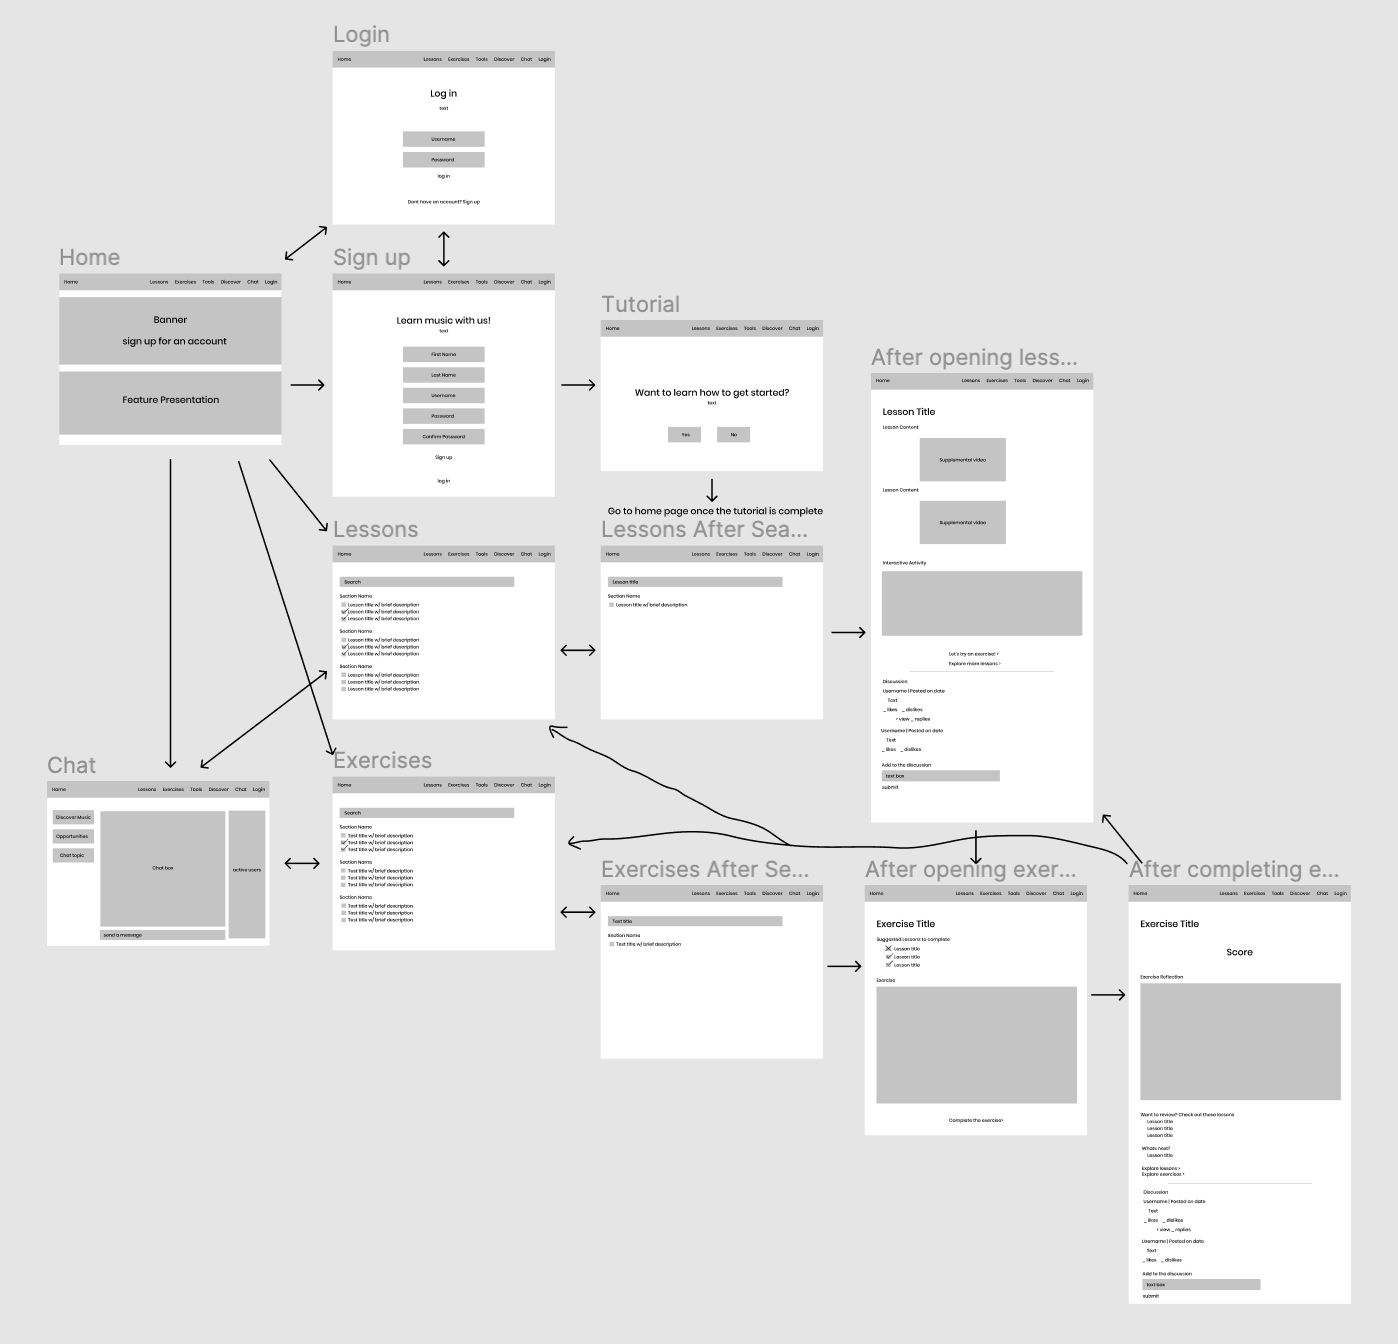 Login
Home Lessons Exercises Tools Discover Chat Login
Log in
text
Username
Password
log in
Dont have an account? Sign up
Home
Home Lessons Exercises Tools Discover Chat Login
Banner
sign up for an account
Feature Presentation
Sign up
Home Lessons Exercises Tools Discover Chat Login
Learn music with us!
text
First Name
Last Name
Username
Password
Confirm Password
Sign up
log in
Tutorial
Home Lessons Exercises Tools Discover Chat Login
Want to learn how to get started?
text
Yes No
Go to home page once the tutorial is complete
Lessons
Home Lessons Exercises Tools Discover Chat Login
Search
Section Name
Lesson title w/ brief description
Lesson title w/ brief description
Lesson title w/ brief description
Section Name
Lesson title w/ brief description
Lesson title w/ brief description
Lesson title w/ brief description
Section Name
Lesson title w/ brief description
Lesson title w/ brief description
Lesson title w/ brief description
Lessons After Sea...
Home Lessons Exercises Tools Discover Chat Login
Lesson title
Section Name
Lesson title w/ brief description
After opening less...
Home Lessons Exercises Tools Discover Chat Login
Lesson Title
Lesson Content
Supplemental video
Lesson Content
Supplemental video
Interactive Activity
Let's try an exercise! >
Explore more lessons >
Discussion
Username | Posted on date
Text
_ likes _ dislikes
> view _ replies
Username | Posted on date
Text
_ likes _ dislikes
Add to the discussion
text box
submit
Chat
Home Lessons Exercises Tools Discover Chat Login
Discover Music
Opportunities
Chat topic
Chat box
active users
send a message
Exercises
Home Lessons Exercises Tools Discover Chat Login
Search
Section Name
Test title w/ brief description
Test title w/ brief description
Test title w/ brief description
Section Name
Test title w/ brief description
Test title w/ brief description
Test title w/ brief description
Section Name
Test title w/ brief description
Test title w/ brief description
Test title w/ brief description
Exercises After Se...
Home Lessons Exercises Tools Discover Chat Login
Test title
Section Name
Test title w/ brief description
After opening exer...
Home Lessons Exercises Tools Discover Chat Login
Exercise Title
Suggested Lessons to complete
Lesson title
Lesson title
Lesson title
Exercise
Complete the exercise>
After completing e...
Home Lessons Exercises Tools Discover Chat Login
Exercise Title
Score
Exercise Reflection
Want to review? Check out these lessons
Lesson title
Lesson title
Lesson title
Whats next?
Lesson title
Explore lessons >
Explore exercises >
Discussion
Username | Posted on date
Text
_ likes _ dislikes
> view _ replies
Username | Posted on date
Text
_ likes _ dislikes
Add to the discussion
text box
submit